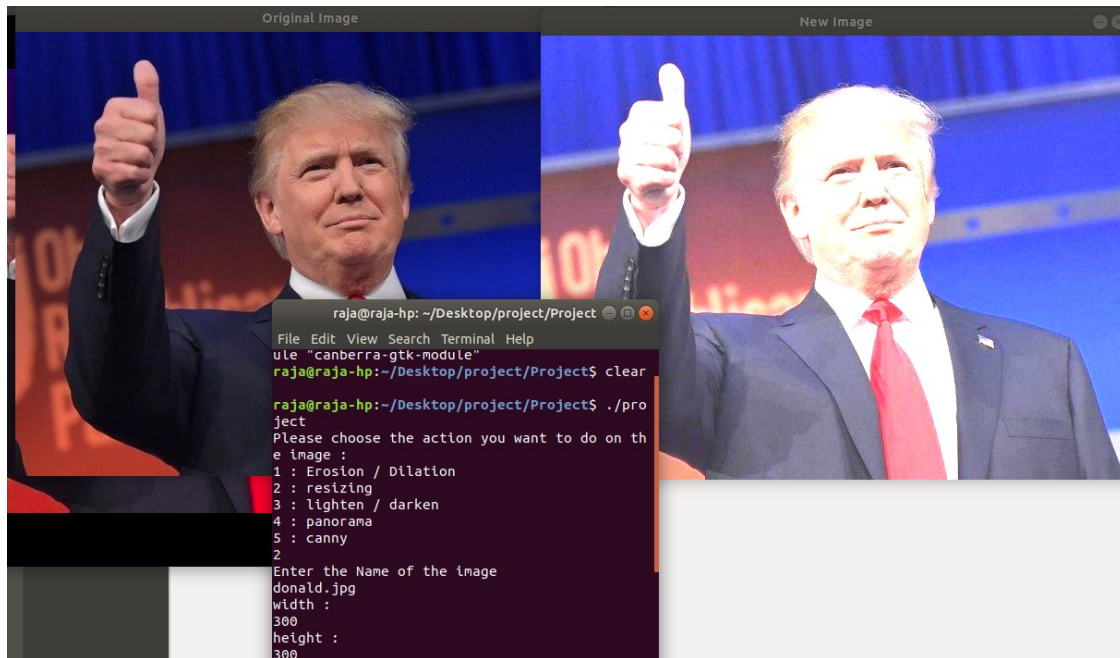 Original Image
New Image
raja@raja-hp: ~/Desktop/project/Project
File Edit View Search Terminal Help
ule "canberra-gtk-module"
raja@raja-hp:~/Desktop/project/Project$ clear
raja@raja-hp:~/Desktop/project/Project$ ./pro
ject
Please choose the action you want to do on th
e image :
1 : Erosion / Dilation
2 : resizing
3 : lighten / darken
4 : panorama
5 : canny
2
Enter the Name of the image
donald.jpg
width :
300
height :
300